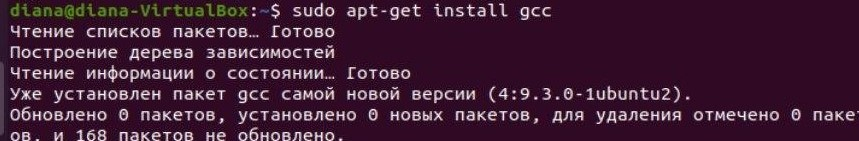 diana@diana-VirtualBox:~$ sudo apt-get install gcc
Чтение списков пакетов… Готово
Построение дерева зависимостей
Чтение информации о состоянии… Готово
Уже установлен пакет gcc самой новой версии (4:9.3.0-1ubuntu2).
Обновлено 0 пакетов, установлено 0 новых пакетов, для удаления отмечено 0 пакет
ов, и 168 пакетов не обновлено.